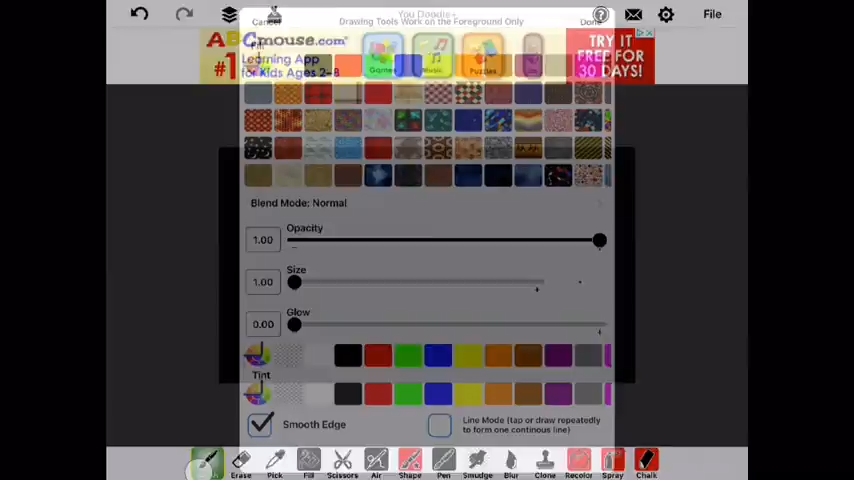 You Doodle+
Cancel
Drawing Tools Work on the Foreground Only
Done
File
Fill
ABCmouse.com
#1 Learning App
for Kids Ages 2-8
Games
Music
Puzzles
TRY IT
FREE FOR
30 DAYS!
Blend Mode: Normal
Opacity
1.00
Size
1.00
Glow
0.00
Tint
Smooth Edge
Line Mode (tap or draw repeatedly
to form one continous line)
Erase Pick Fill Scissors Air Shape Pen Smudge Blur Clone Recolor Spray Chalk